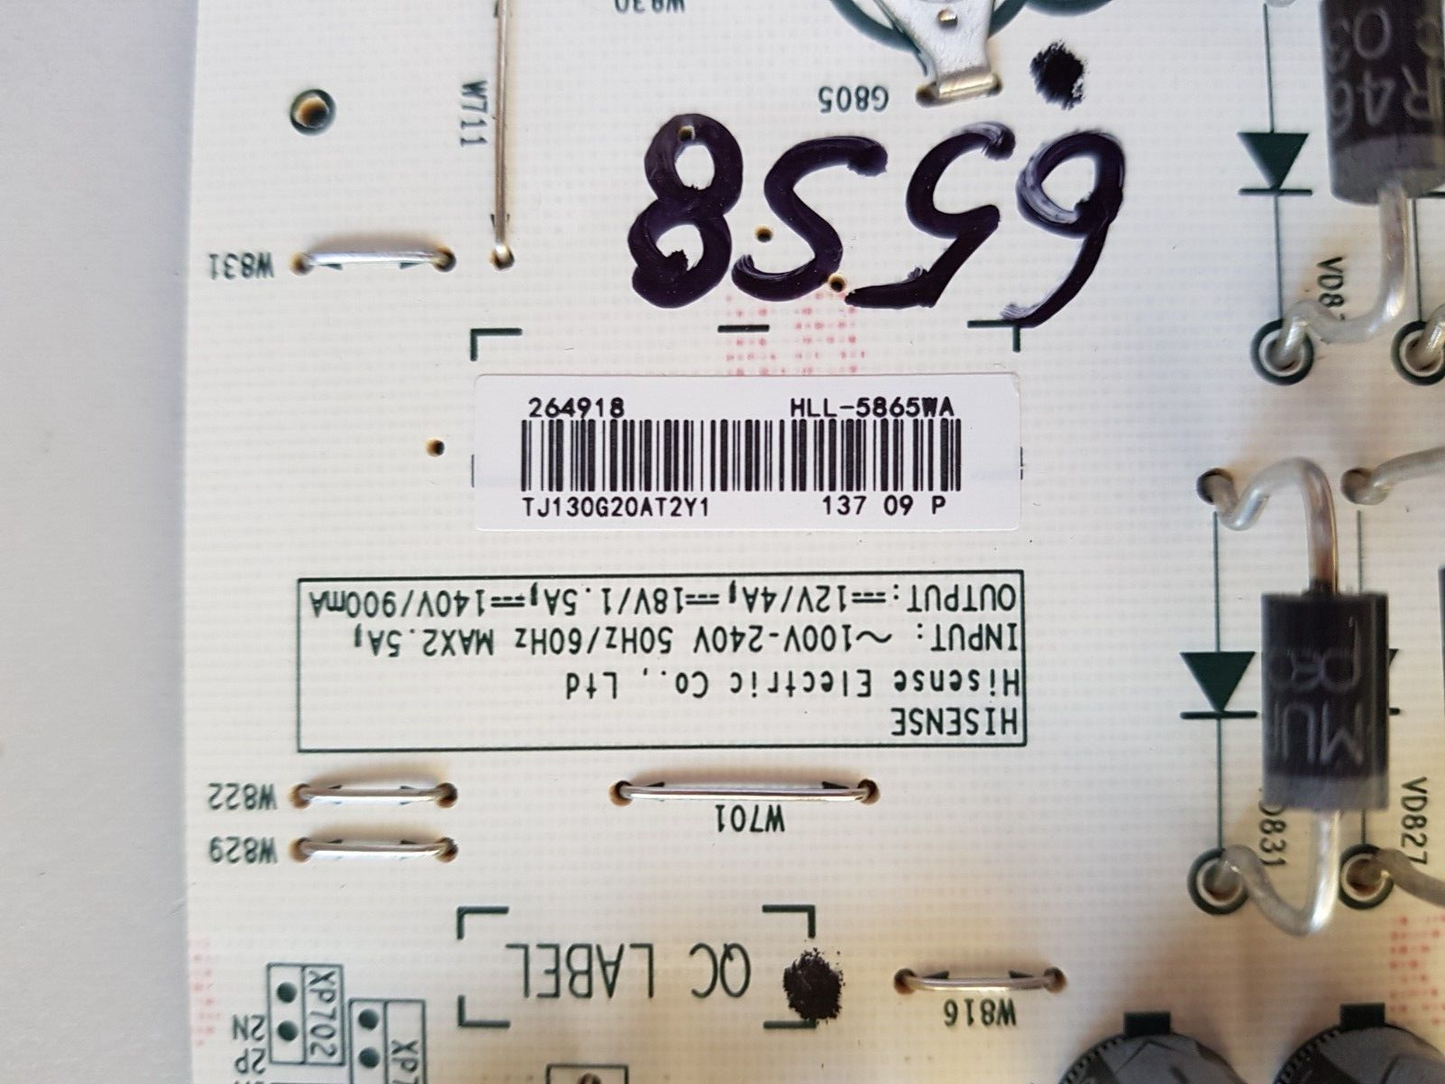 W830
W711
G805
6558
W831
264918 HLL-5865WA
TJ130G20AT2Y1 137 09 P
HISENSE
Hisense Electric Co., Ltd
INPUT: ~100V-240V 50Hz/60Hz MAX2.5A,
OUTPUT: ⎓12V/4A, ⎓18V/1.5A, ⎓140V/900mA
W822
W701
W829
VD827
QC LABEL
W816
XP702
2N
2P